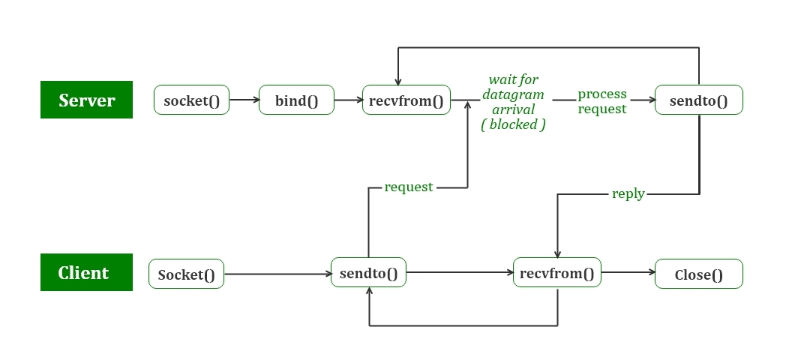 Server
socket()
bind()
recvfrom()
wait for
datagram
arrival
( blocked )
process
request
sendto()
request
reply
Client
Socket()
sendto()
recvfrom()
Close()